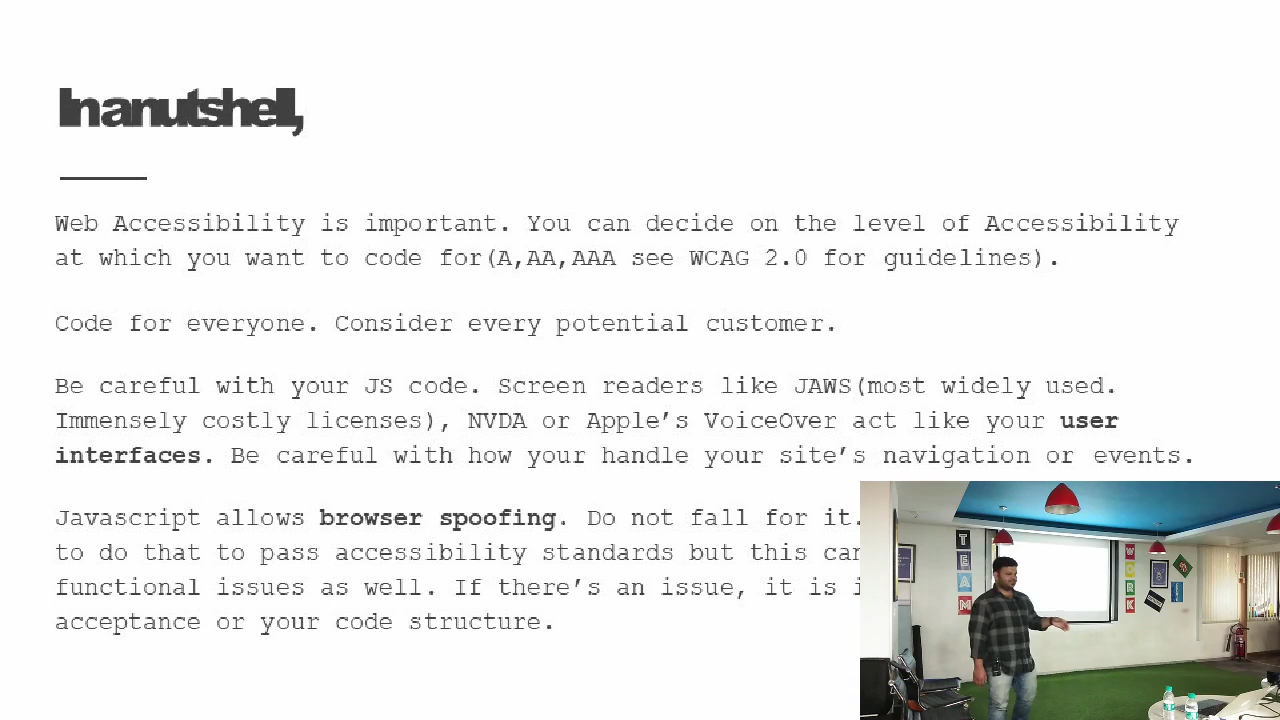 In a nutshell,
Web Accessibility is important. You can decide on the level of Accessibility
at which you want to code for(A,AA,AAA see WCAG 2.0 for guidelines).
Code for everyone. Consider every potential customer.
Be careful with your JS code. Screen readers like JAWS(most widely used.
Immensely costly licenses), NVDA or Apple’s VoiceOver act like your user
interfaces. Be careful with how your handle your site’s navigation or events.
Javascript allows browser spoofing. Do not fall for it.
to do that to pass accessibility standards but this can
functional issues as well. If there’s an issue, it is
acceptance or your code structure.
TEAM
WORK